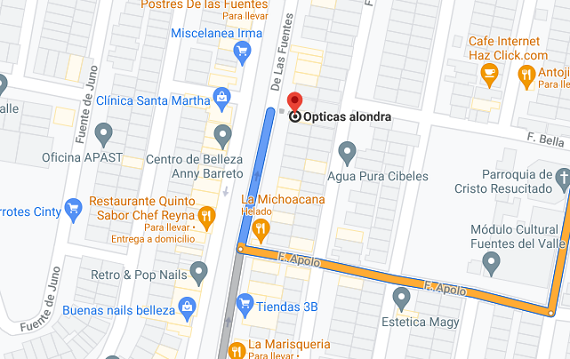 Postres De las Fuentes
Para llevar
Miscelanea Irma
De Las Fuentes
Cafe Internet
Haz Click.com
Antoji
Para lle
alle
Fuente de Juno
Clínica Santa Martha
Opticas alondra
F. Bella
Oficina APAST
Centro de Belleza
Anny Barreto
Agua Pura Cibeles
Parroquia de
Cristo Resucitado
rrotes Cinty
Restaurante Quinto
Sabor Chef Reyna
Para llevar •
Entrega a domicilio
La Michoacana
Helado
Módulo Cultural
Fuentes del Valle
F. Apolo
F. Apolo
Retro & Pop Nails
Fuente de Juno
Buenas nails belleza
Tiendas 3B
Estetica Magy
La Marisqueria
Para llevar •